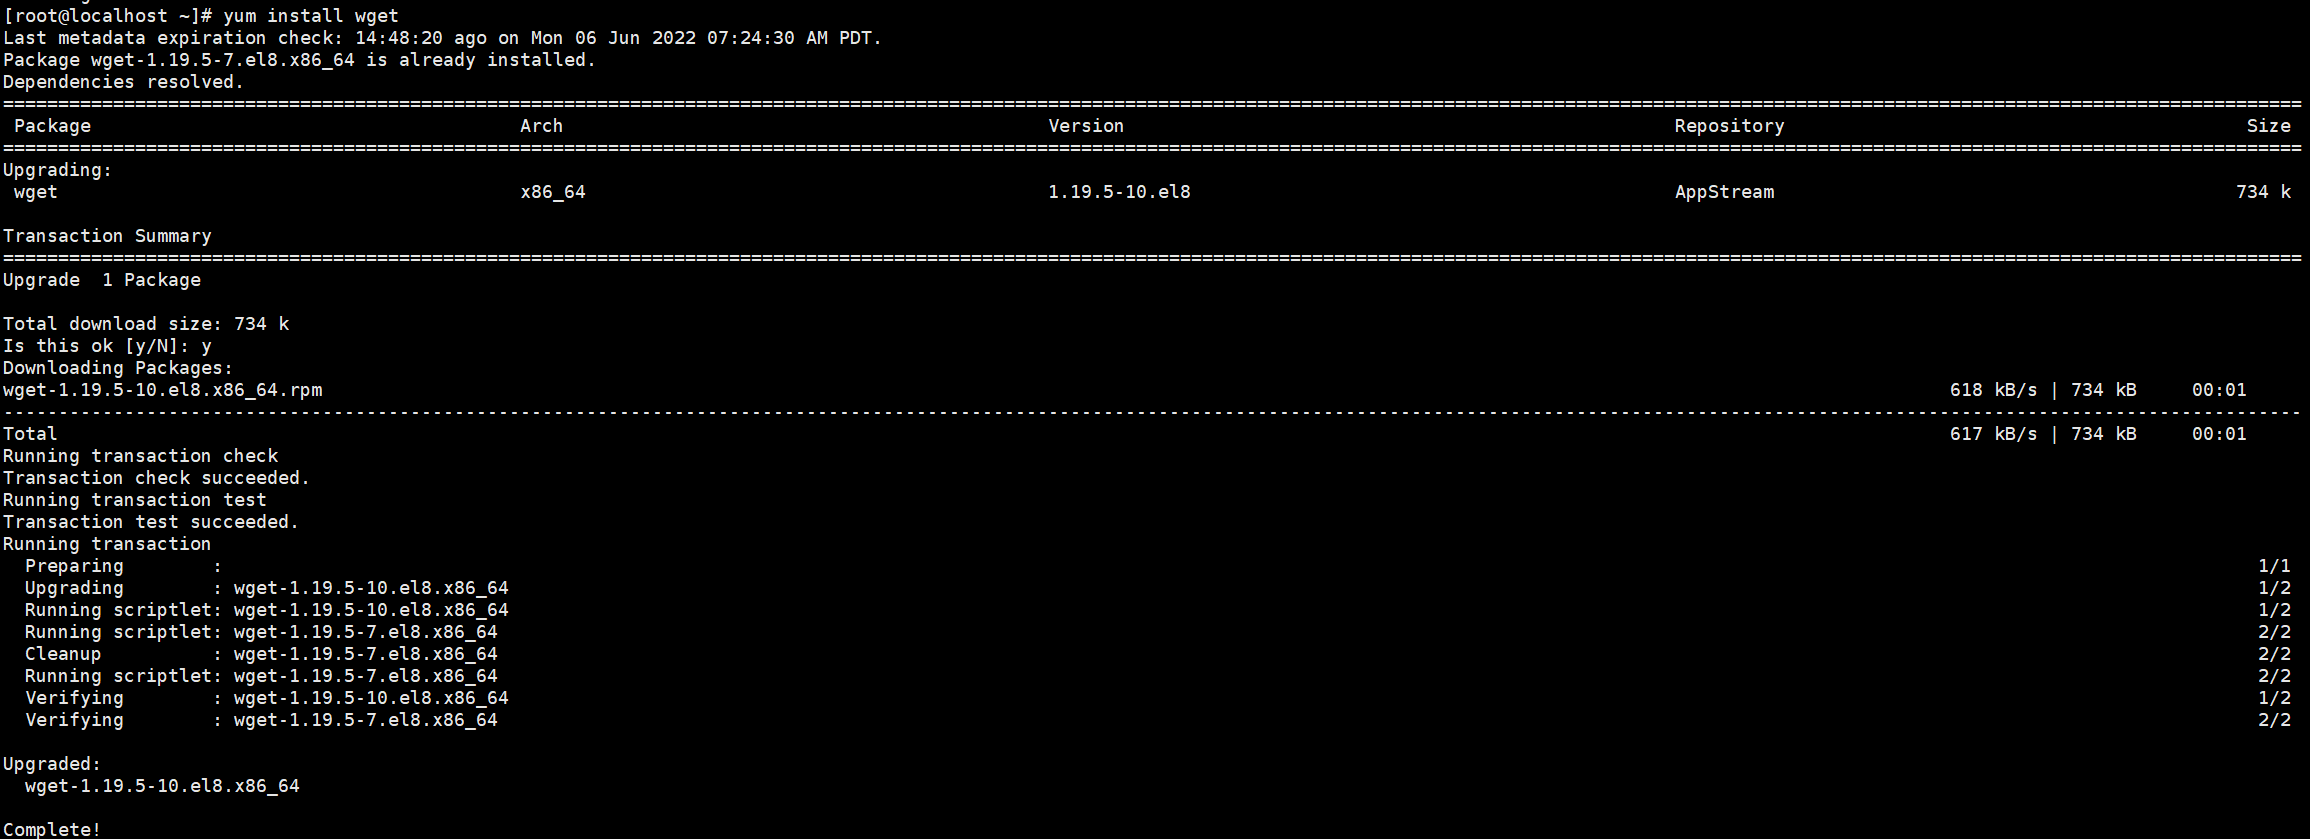 [root@localhost ~]# yum install wget
Last metadata expiration check: 14:48:20 ago on Mon 06 Jun 2022 07:24:30 AM PDT.
Package wget-1.19.5-7.el8.x86_64 is already installed.
Dependencies resolved.
Package Arch Version Repository Size
Upgrading:
wget x86_64 1.19.5-10.el8 AppStream 734 k
Transaction Summary
Upgrade  1 Package
Total download size: 734 k
Is this ok [y/N]: y
Downloading Packages:
wget-1.19.5-10.el8.x86_64.rpm 618 kB/s | 734 kB 00:01
Total 617 kB/s | 734 kB 00:01
Running transaction check
Transaction check succeeded.
Running transaction test
Transaction test succeeded.
Running transaction
Preparing : 1/1
Upgrading : wget-1.19.5-10.el8.x86_64 1/2
Running scriptlet: wget-1.19.5-10.el8.x86_64 1/2
Running scriptlet: wget-1.19.5-7.el8.x86_64 2/2
Cleanup : wget-1.19.5-7.el8.x86_64 2/2
Running scriptlet: wget-1.19.5-7.el8.x86_64 2/2
Verifying : wget-1.19.5-10.el8.x86_64 1/2
Verifying : wget-1.19.5-7.el8.x86_64 2/2
Upgraded:
wget-1.19.5-10.el8.x86_64
Complete!